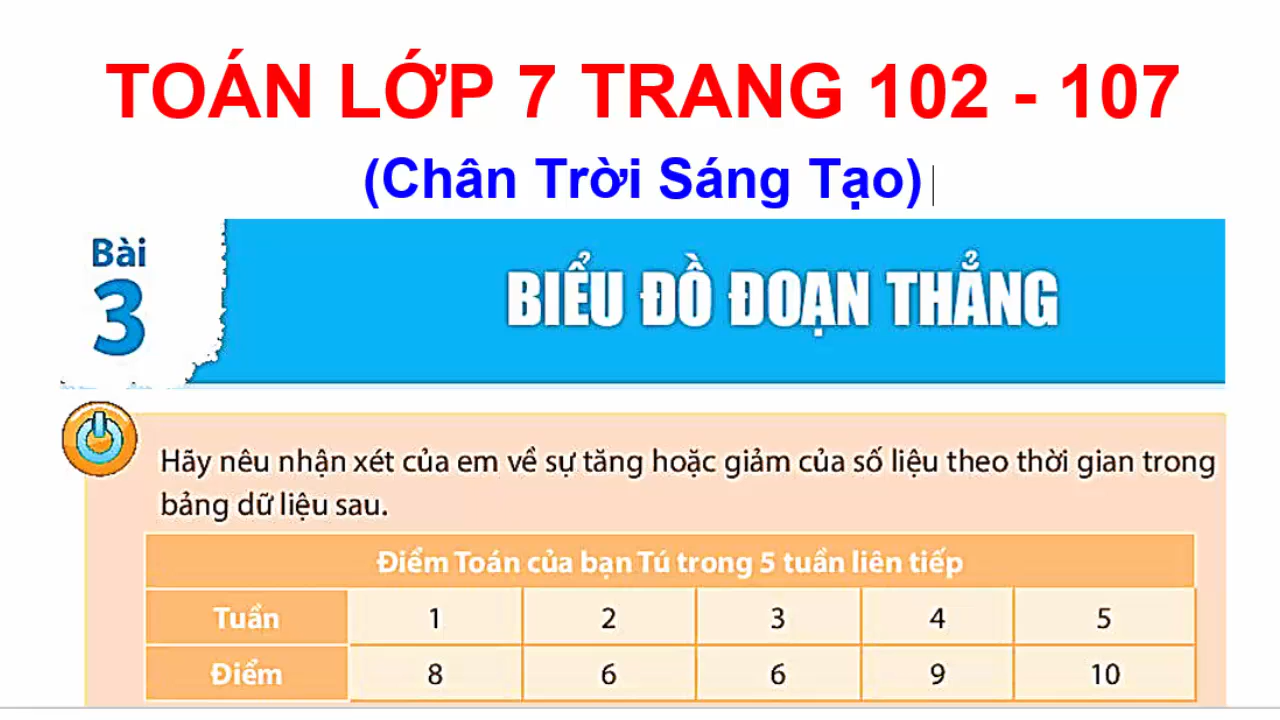 TOÁN LỚP 7 TRANG 102 - 107
(Chân Trời Sáng Tạo)
Bài
3
BIỂU ĐỒ ĐOẠN THẲNG
Hãy nêu nhận xét của em về sự tăng hoặc giảm của số liệu theo thời gian trong
bảng dữ liệu sau.
Điểm Toán của bạn Tú trong 5 tuần liên tiếp
Tuần 1 2 3 4 5
Điểm 8 6 6 9 10